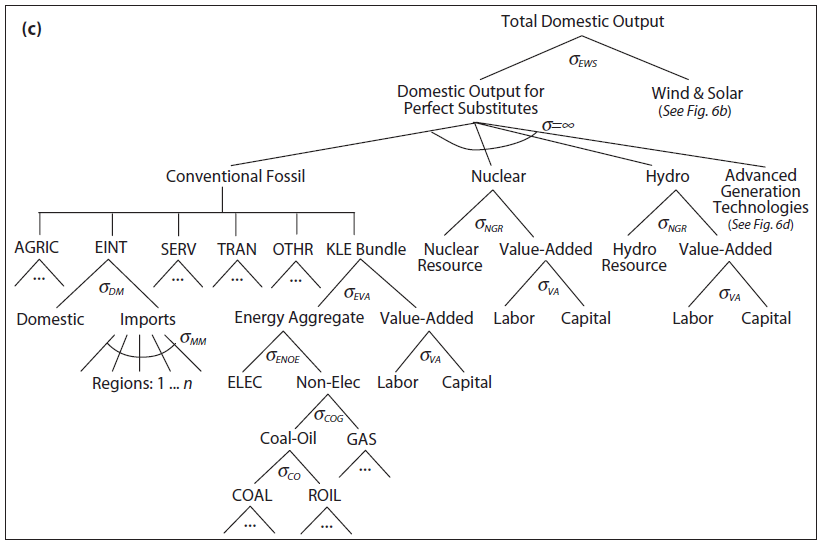 (c)
Total Domestic Output
σEWS
Domestic Output for
Perfect Substitutes
Wind & Solar
(See Fig. 6b)
σ=∞
Conventional Fossil
Nuclear
Hydro
Advanced
Generation
Technologies
(See Fig. 6d)
σNGR
σNGR
AGRIC
EINT
SERV
TRAN
OTHR
KLE Bundle
Nuclear
Resource
Value-Added
Hydro
Resource
Value-Added
...
...
...
...
σDM
σEVA
σVA
σVA
Domestic
Imports
Energy Aggregate
Value-Added
Labor
Capital
Labor
Capital
σMM
σENOE
σVA
Regions: 1 ... n
ELEC
Non-Elec
Labor
Capital
σCOG
Coal-Oil
GAS
σCO
...
COAL
ROIL
...
...